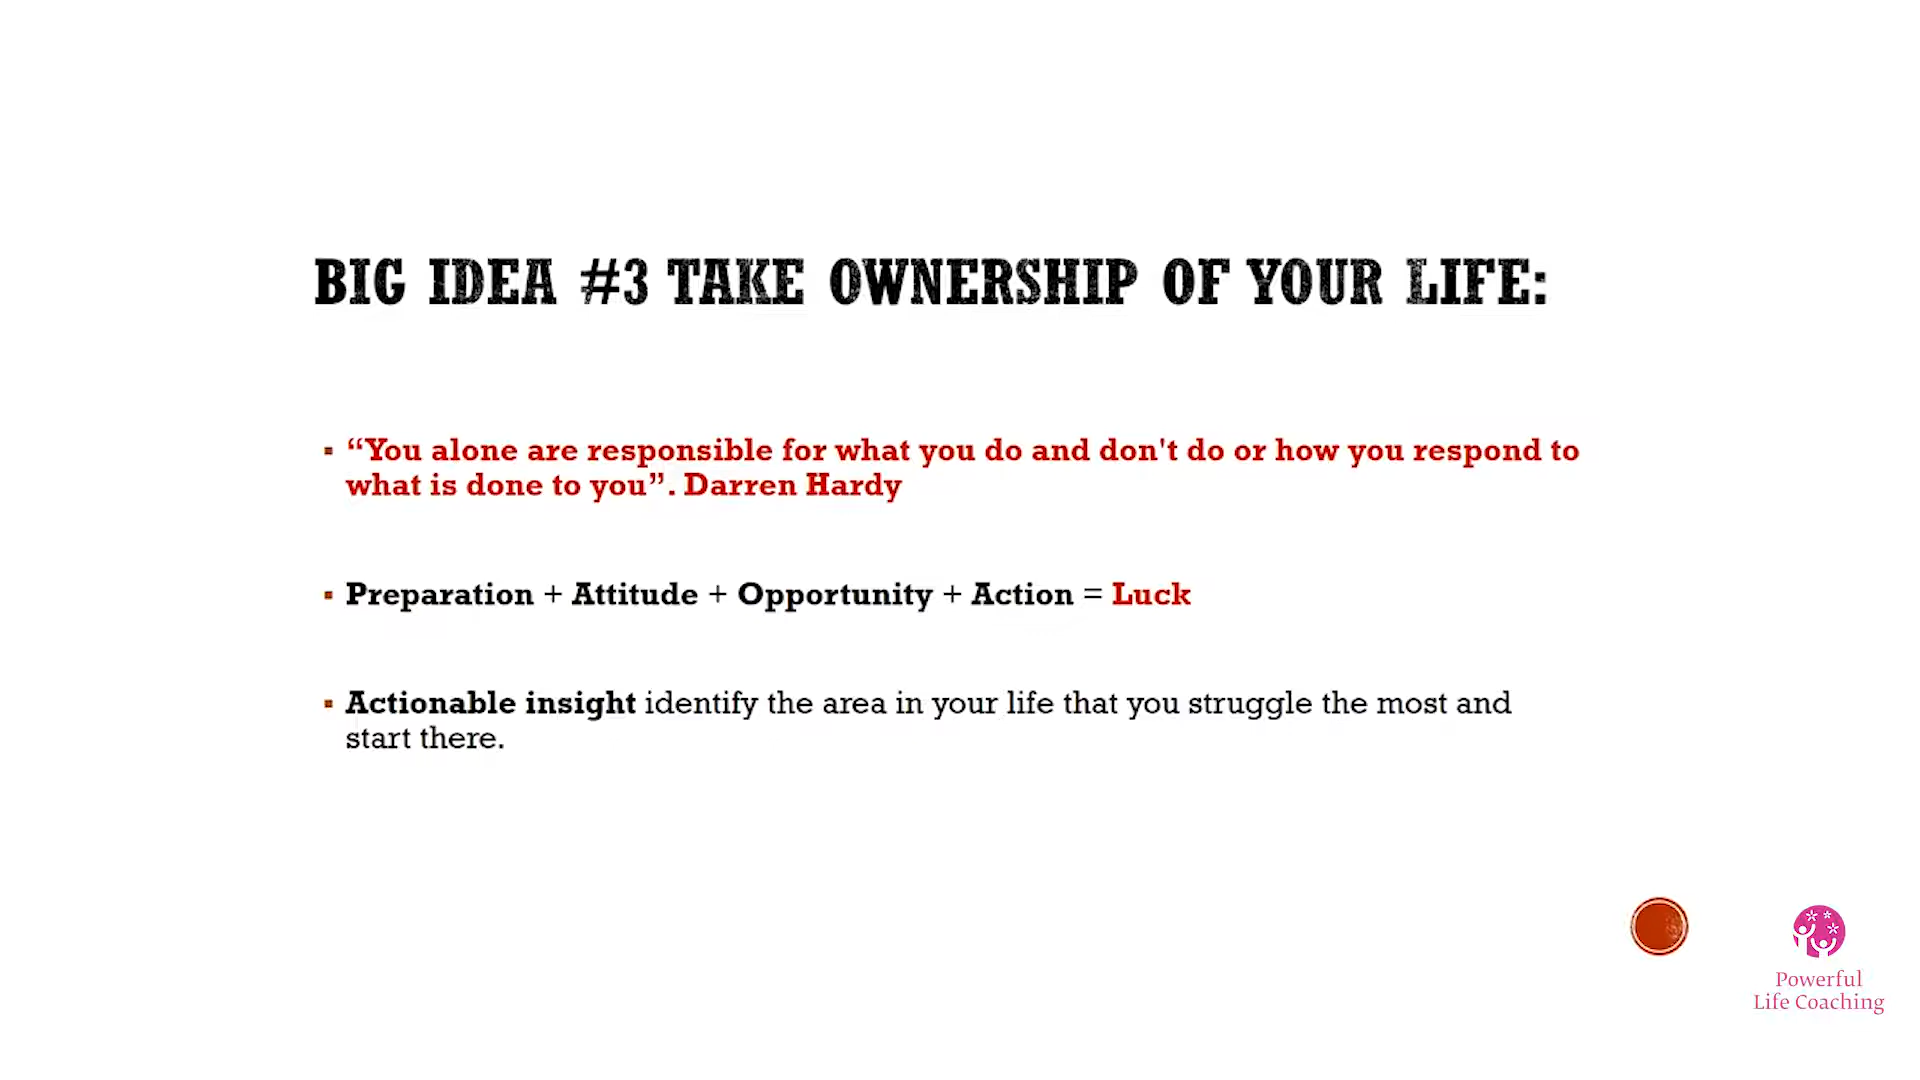 BIG IDEA #3 TAKE OWNERSHIP OF YOUR LIFE:
▪ “You alone are responsible for what you do and don't do or how you respond to
what is done to you”. Darren Hardy
▪ Preparation + Attitude + Opportunity + Action = Luck
▪ Actionable insight identify the area in your life that you struggle the most and
start there.
Powerful
Life Coaching